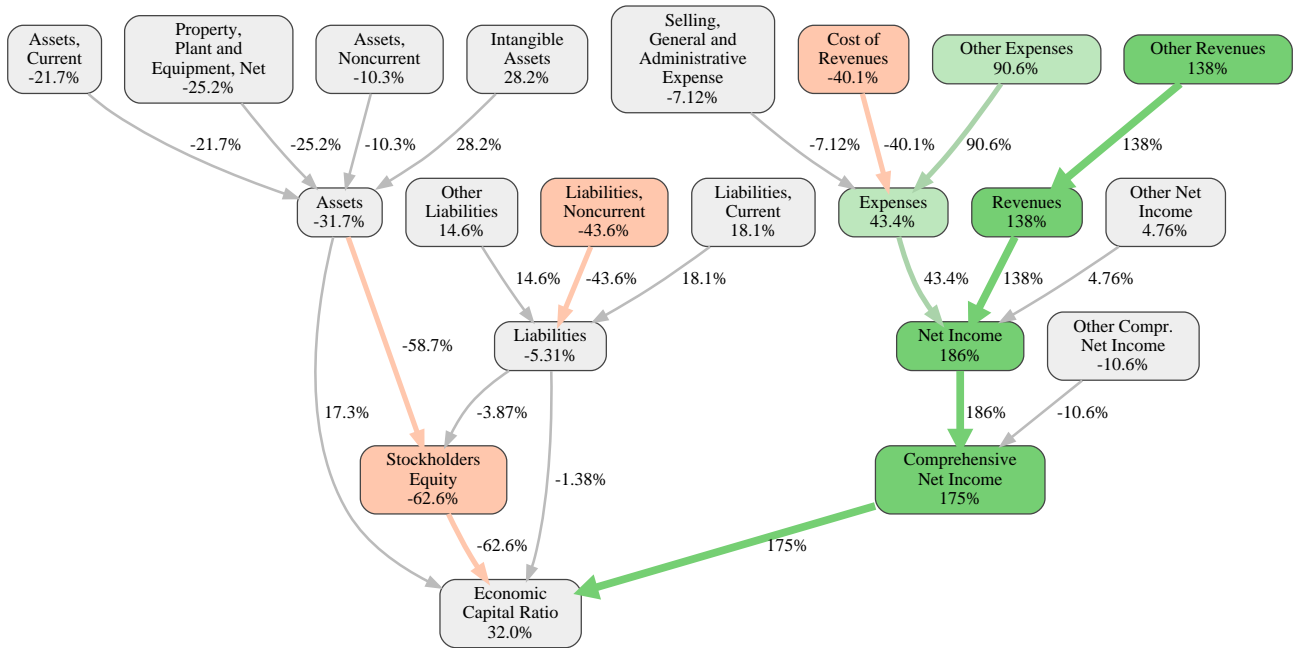 Assets,
Current
-21.7%
Property,
Plant and
Equipment, Net
-25.2%
Assets,
Noncurrent
-10.3%
Intangible
Assets
28.2%
Selling,
General and
Administrative
Expense
-7.12%
Cost of
Revenues
-40.1%
Other Expenses
90.6%
Other Revenues
138%
-21.7%
-25.2%
-10.3%
28.2%
-7.12%
-40.1%
90.6%
138%
Assets
-31.7%
Other
Liabilities
14.6%
Liabilities,
Noncurrent
-43.6%
Liabilities,
Current
18.1%
Expenses
43.4%
Revenues
138%
Other Net
Income
4.76%
14.6%
-43.6%
18.1%
43.4%
138%
4.76%
Liabilities
-5.31%
Net Income
186%
Other Compr.
Net Income
-10.6%
-58.7%
17.3%
-3.87%
186%
-10.6%
Stockholders
Equity
-62.6%
-1.38%
Comprehensive
Net Income
175%
-62.6%
175%
Economic
Capital Ratio
32.0%